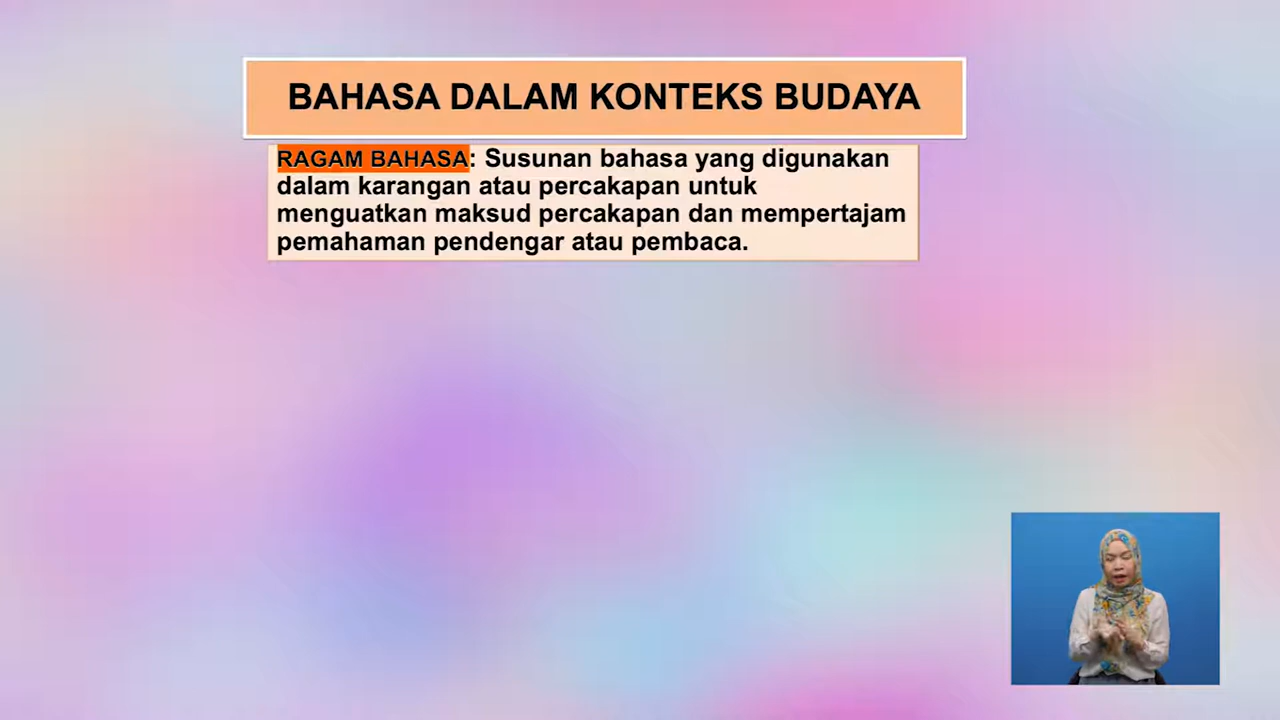 BAHASA DALAM KONTEKS BUDAYA
RAGAM BAHASA: Susunan bahasa yang digunakan
dalam karangan atau percakapan untuk
menguatkan maksud percakapan dan mempertajam
pemahaman pendengar atau pembaca.